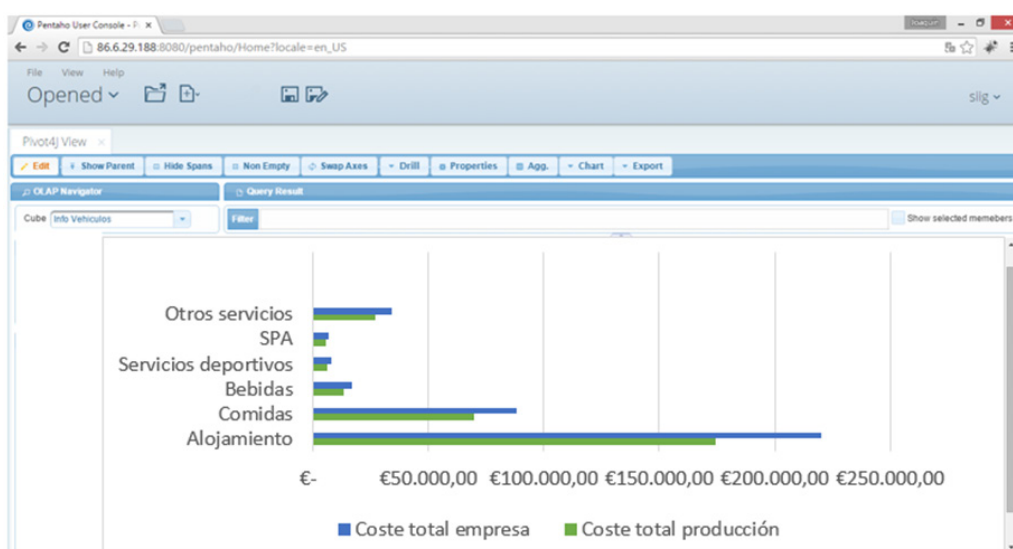 Pentaho User Console - P
86.6.29.188:8080/pentaho/Home?locale=en_US
File View Help
Opened
silg
Pivot4J View
Edit Show Parent Hide Spans Non Empty Swap Axes Drill Properties Agg. Chart Export
OLAP Navigator Query Result
Cube Info Vehiculos Filter Show selected memebers
Otros servicios
SPA
Servicios deportivos
Bebidas
Comidas
Alojamiento
€- €50.000,00 €100.000,00 €150.000,00 €200.000,00 €250.000,00
Coste total empresa Coste total producción